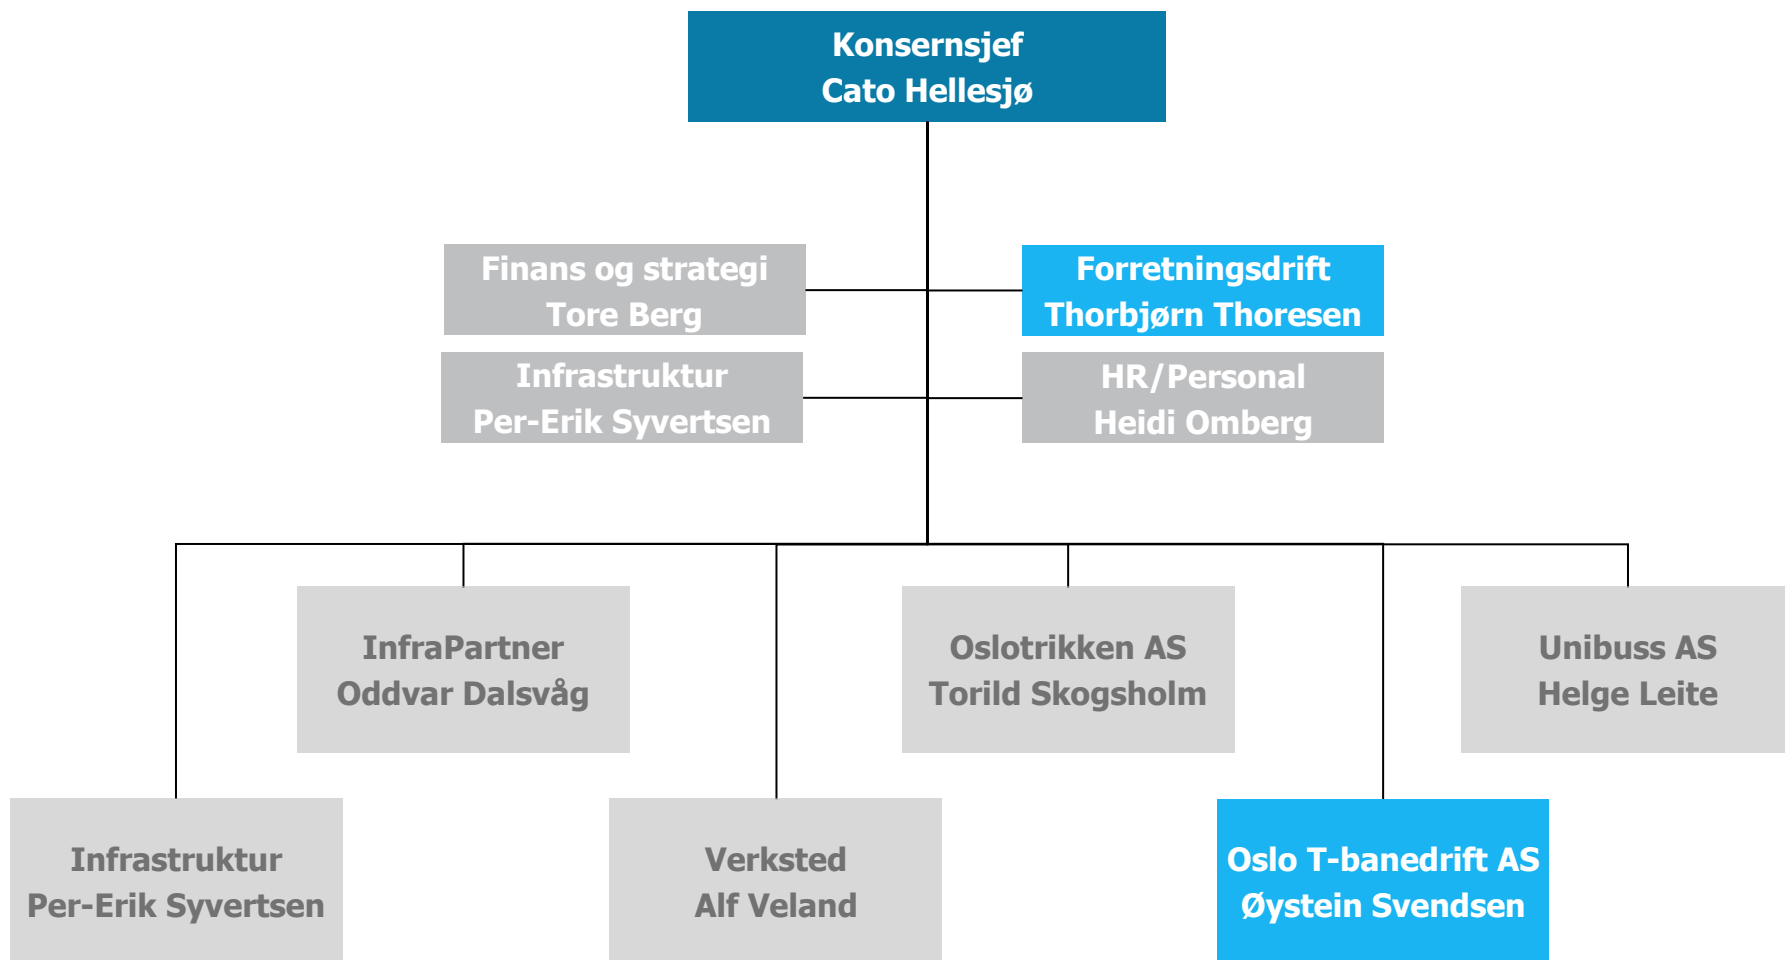 Konsernsjef
Cato Hellesjø
Finans og strategi
Tore Berg
Forretningsdrift
Thorbjørn Thoresen
Infrastruktur
Per-Erik Syvertsen
HR/Personal
Heidi Omberg
InfraPartner
Oddvar Dalsvåg
Oslotrikken AS
Torild Skogsholm
Unibuss AS
Helge Leite
Infrastruktur
Per-Erik Syvertsen
Verksted
Alf Veland
Oslo T-banedrift AS
Øystein Svendsen